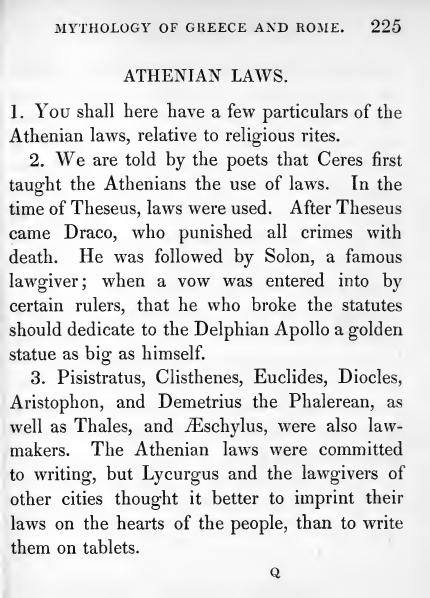 MYTHOLOGY OF GREECE AND ROME. 225
ATHENIAN LAWS.
1. You shall here have a few particulars of the
Athenian laws, relative to religious rites.
2. We are told by the poets that Ceres first
taught the Athenians the use of laws. In the
time of Theseus, laws were used. After Theseus
came Draco, who punished all crimes with
death. He was followed by Solon, a famous
lawgiver; when a vow was entered into by
certain rulers, that he who broke the statutes
should dedicate to the Delphian Apollo a golden
statue as big as himself.
3. Pisistratus, Clisthenes, Euclides, Diocles,
Aristophon, and Demetrius the Phalerean, as
well as Thales, and Æschylus, were also law-
makers. The Athenian laws were committed
to writing, but Lycurgus and the lawgivers of
other cities thought it better to imprint their
laws on the hearts of the people, than to write
them on tablets.
Q